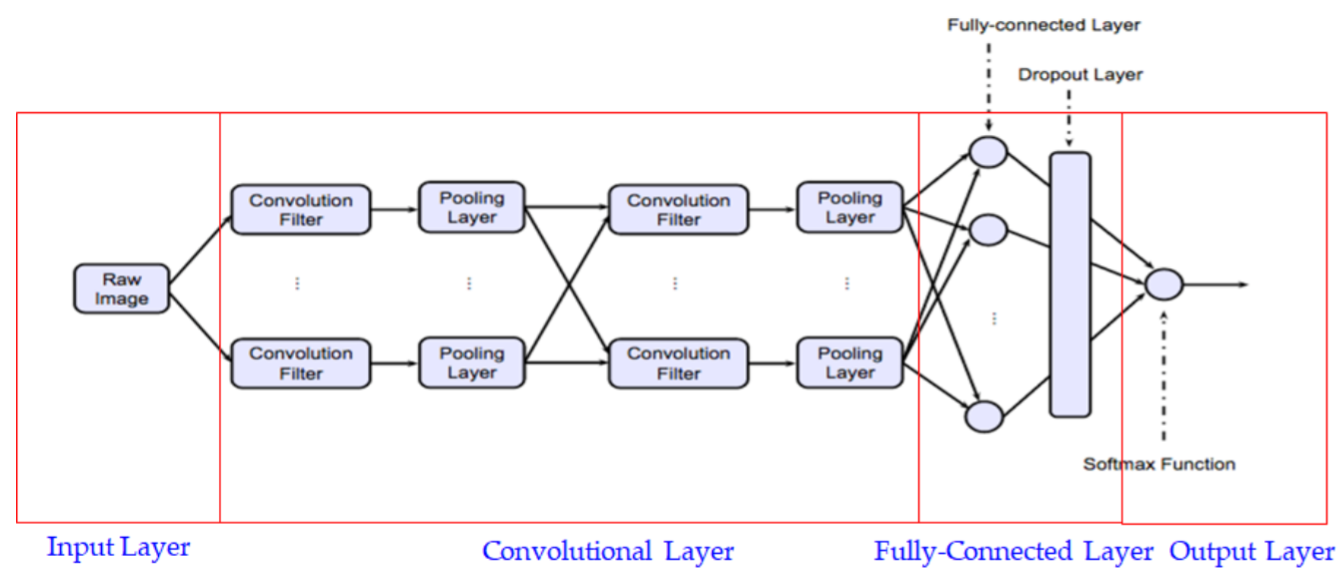 Fully-connected Layer
Dropout Layer
Convolution
Filter
Pooling
Layer
Convolution
Filter
Pooling
Layer
Raw
Image
Convolution
Filter
Pooling
Layer
Convolution
Filter
Pooling
Layer
Softmax Function
Input Layer
Convolutional Layer
Fully-Connected Layer
Output Layer